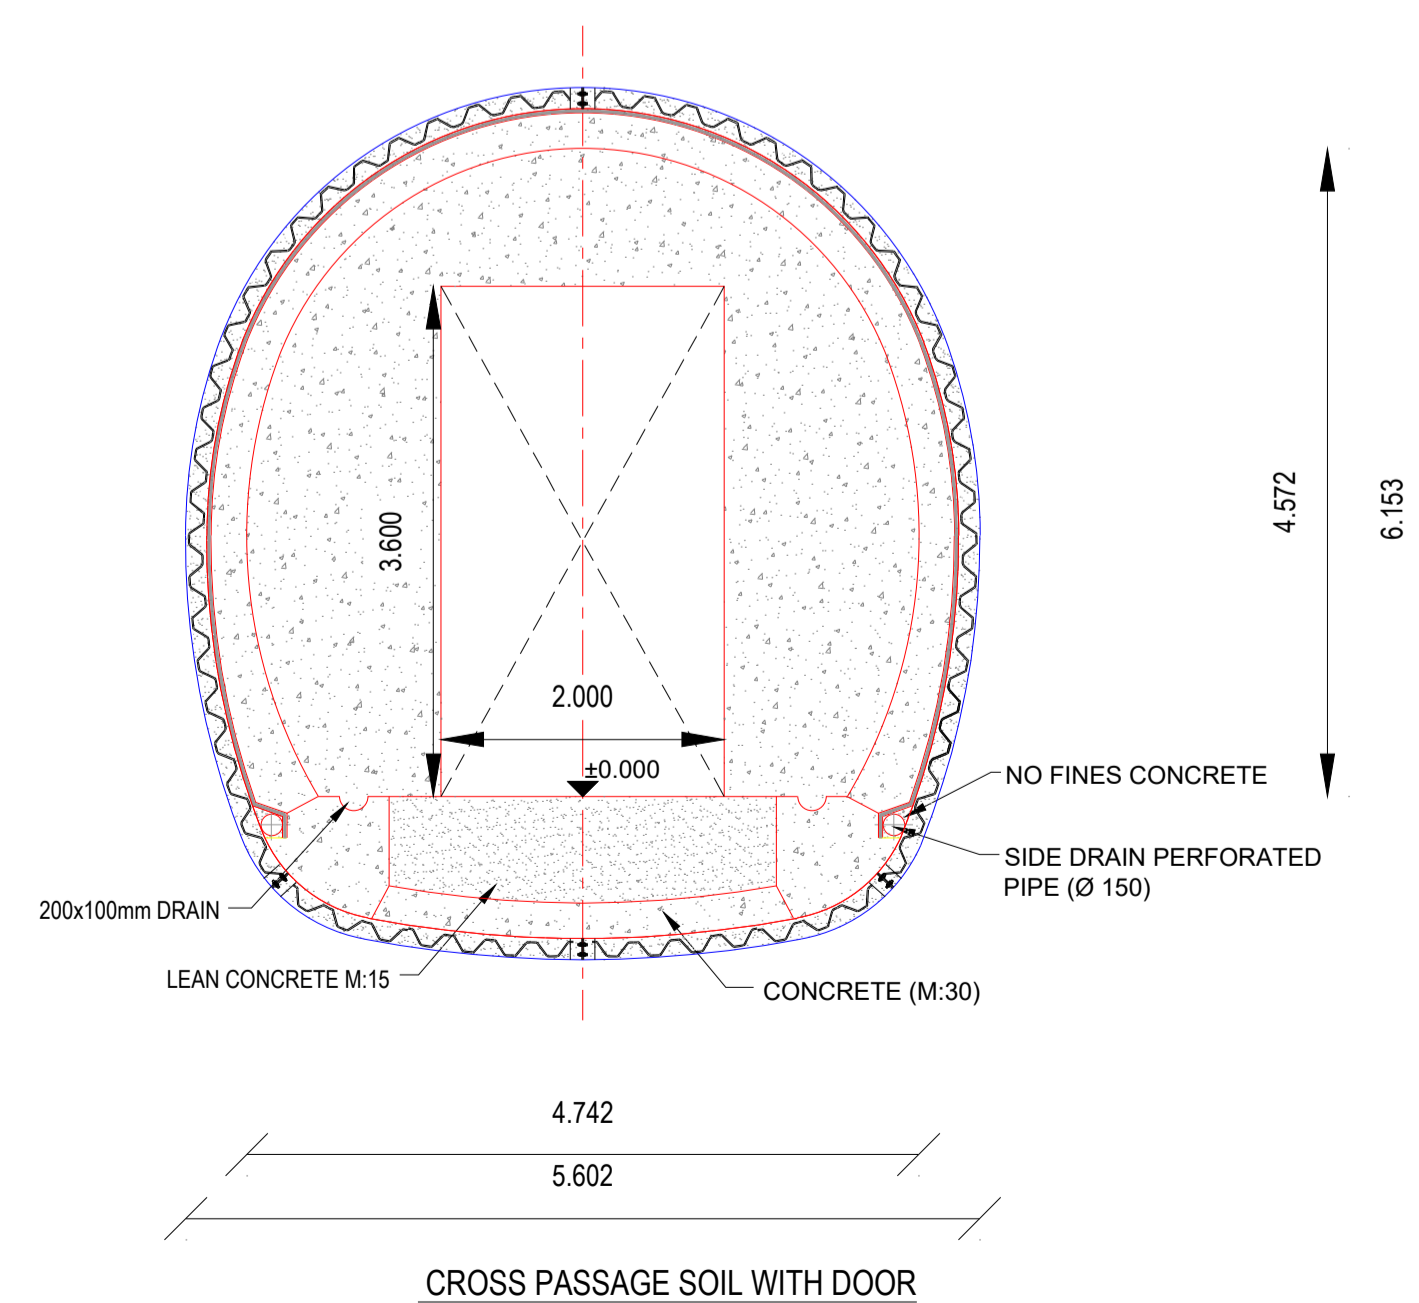 4.572
6.153
3.600
2.000
±0.000
NO FINES CONCRETE
SIDE DRAIN PERFORATED
PIPE (Ø 150)
200x100mm DRAIN
LEAN CONCRETE M:15
CONCRETE (M:30)
4.742
5.602
CROSS PASSAGE SOIL WITH DOOR